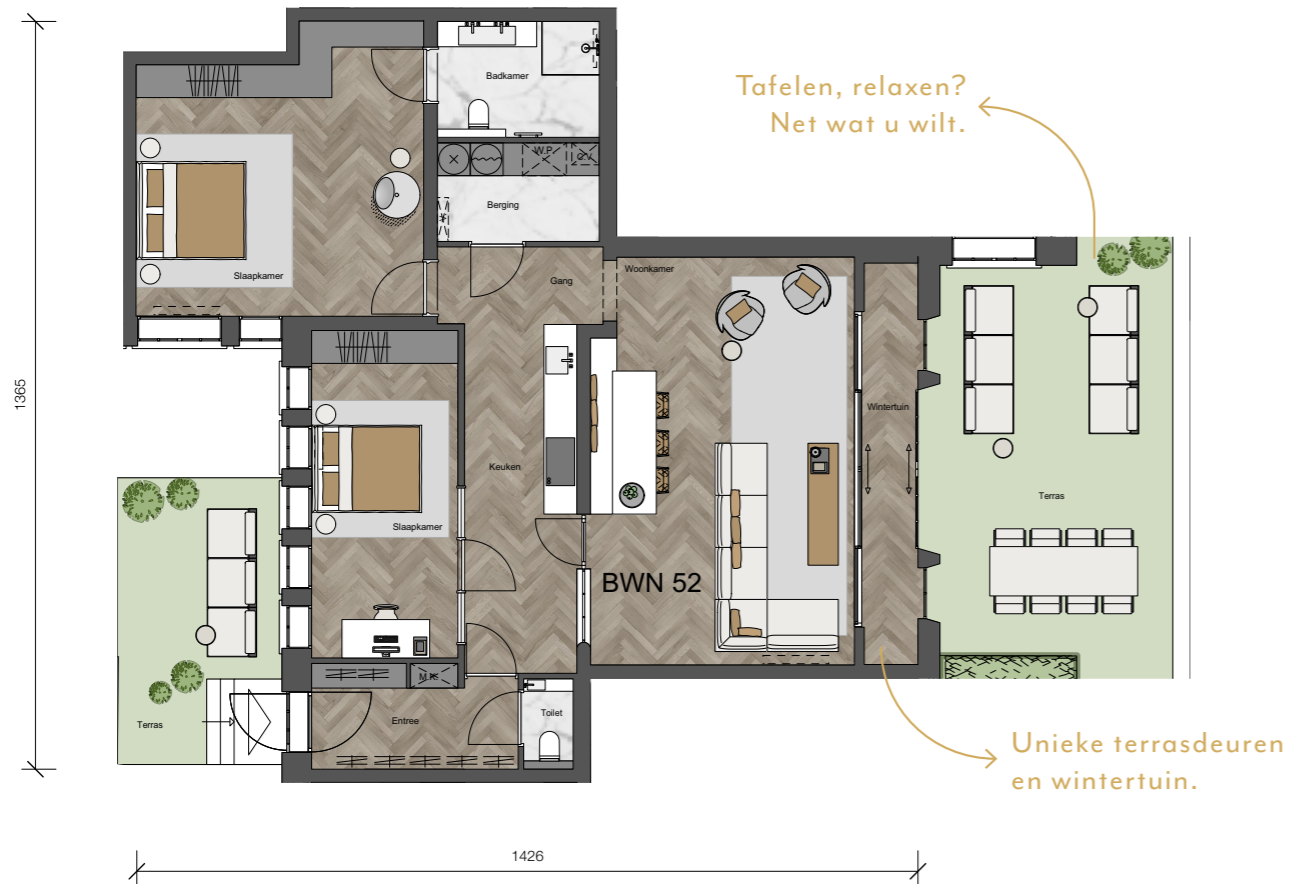 Badkamer
Tafelen, relaxen?
Net wat u wilt.
W.P.
C.V.
Berging
Slaapkamer
Gang
Woonkamer
1365
Wintertuin
Keuken
Terras
Slaapkamer
BWN 52
M.K.
Entree
Toilet
Terras
Unieke terrasdeuren
en wintertuin.
1426